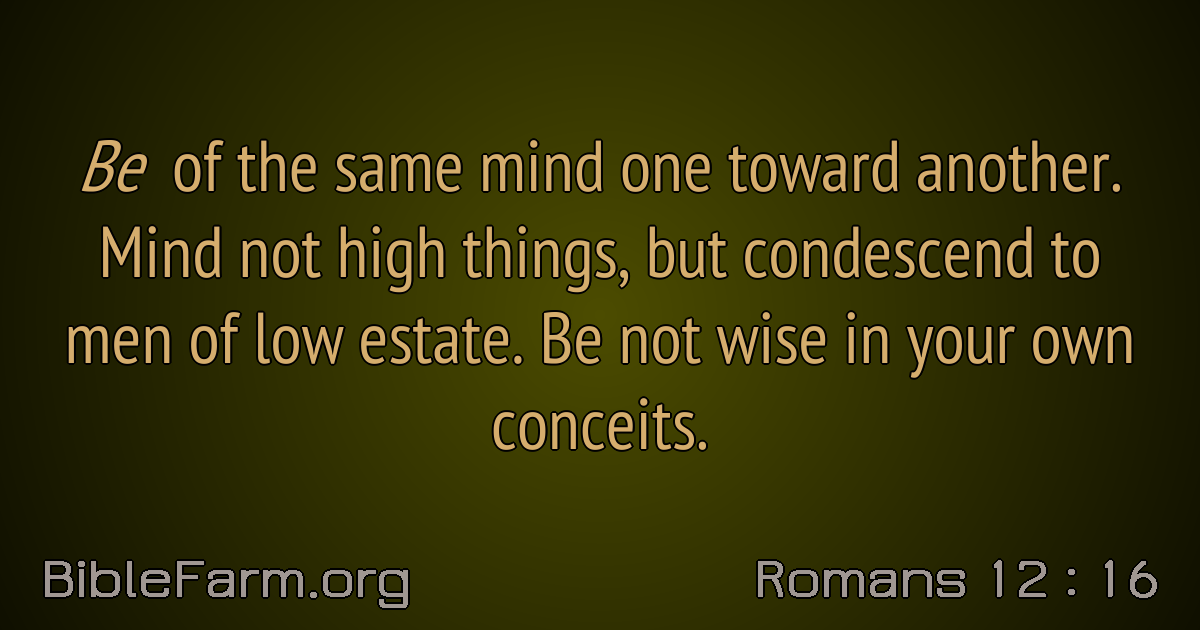 Be of the same mind one toward another.
Mind not high things, but condescend to
men of low estate. Be not wise in your own
conceits.
BibleFarm.org
Romans 12 : 16